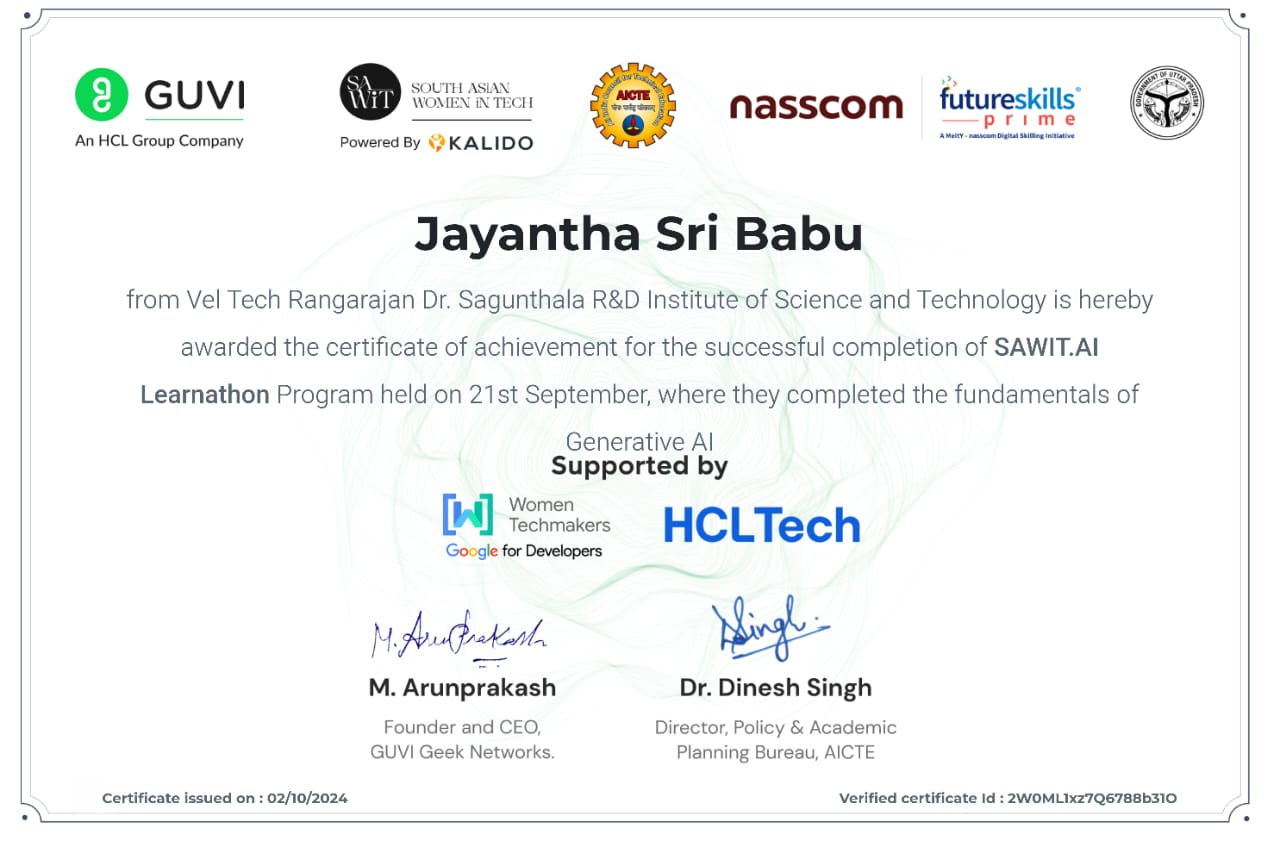 GUVI
An HCL Group Company
SA
WiT
SOUTH ASIAN
WOMEN IN TECH
Powered By KALIDO
AICTE
nasscom
futureskills
prime
A MeitY - nasscom Digital Skilling Initiative
GOVERNMENT OF UTTAR PRADESH
Jayantha Sri Babu
from Vel Tech Rangarajan Dr. Sagunthala R&D Institute of Science and Technology is hereby
awarded the certificate of achievement for the successful completion of SAWIT.AI
Learnathon Program held on 21st September, where they completed the fundamentals of
Generative AI
Supported by
Women
Techmakers
Google for Developers
HCLTech
M. Arunprakash
Singh
M. Arunprakash
Founder and CEO,
GUVI Geek Networks.
Dr. Dinesh Singh
Director, Policy & Academic
Planning Bureau, AICTE
Certificate issued on : 02/10/2024
Verified certificate Id : 2W0ML1xz7Q6788b31O